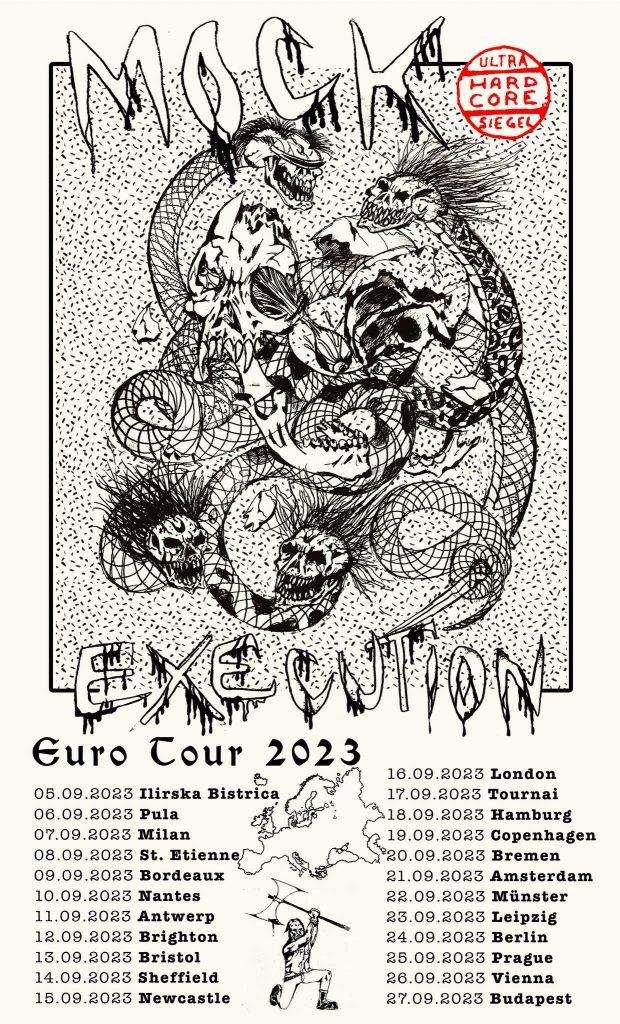 MOCK
ULTRA
HARD
CORE
SIEGEL
EXECUTION
Euro Tour 2023
05.09.2023 Ilirska Bistrica
06.09.2023 Pula
07.09.2023 Milan
08.09.2023 St. Etienne
09.09.2023 Bordeaux
10.09.2023 Nantes
11.09.2023 Antwerp
12.09.2023 Brighton
13.09.2023 Bristol
14.09.2023 Sheffield
15.09.2023 Newcastle
16.09.2023 London
17.09.2023 Tournai
18.09.2023 Hamburg
19.09.2023 Copenhagen
20.09.2023 Bremen
21.09.2023 Amsterdam
22.09.2023 Münster
23.09.2023 Leipzig
24.09.2023 Berlin
25.09.2023 Prague
26.09.2023 Vienna
27.09.2023 Budapest